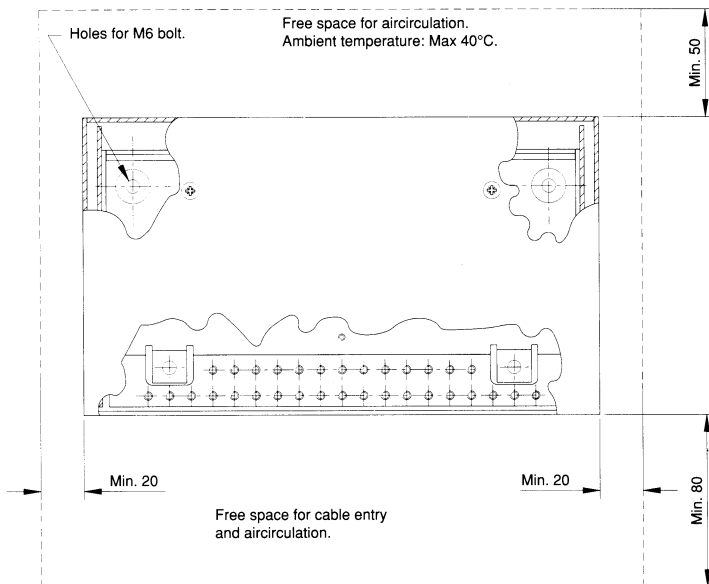 Free space for aircirculation.
Holes for M6 bolt.
Ambient temperature: Max 40°C.
Min. 50
Min. 20
Min. 20
Min. 80
Free space for cable entry
and aircirculation.